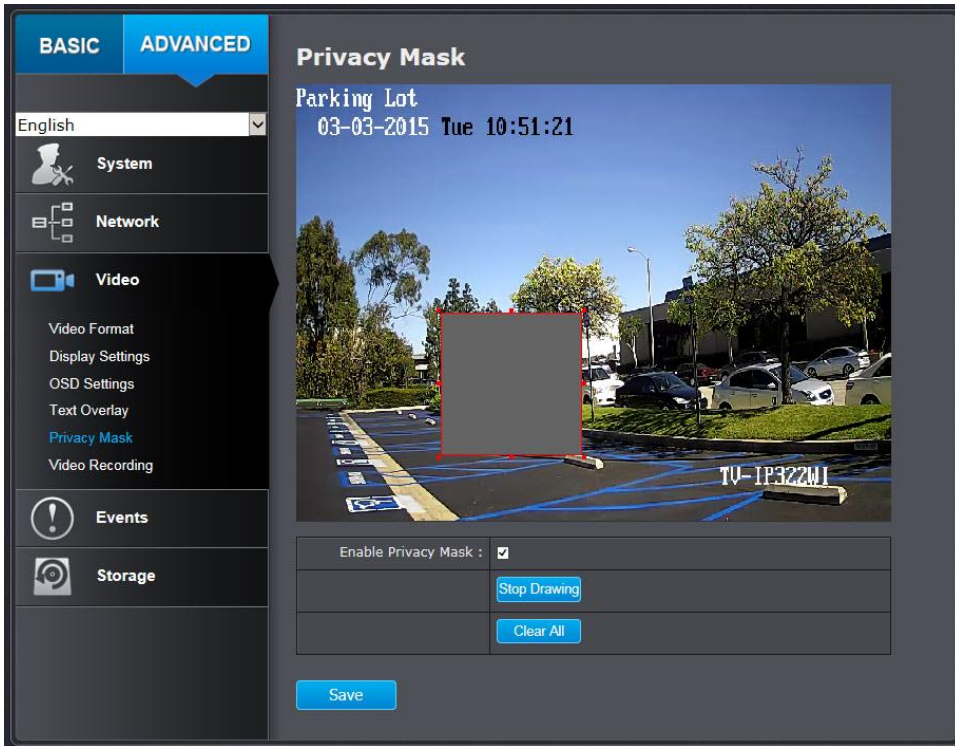 BASIC
ADVANCED
English
System
Network
Video
Video Format
Display Settings
OSD Settings
Text Overlay
Privacy Mask
Video Recording
Events
Storage
Privacy Mask
Parking Lot
03-03-2015 Tue 10:51:21
TV-IP322WI
Enable Privacy Mask :
Stop Drawing
Clear All
Save